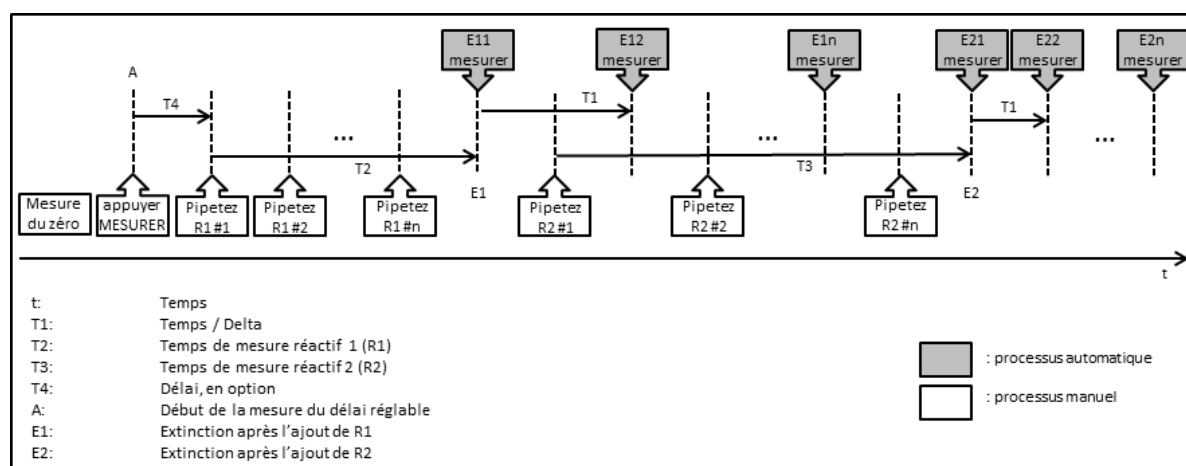 E11 mesurer
E12 mesurer
E1n mesurer
E21 mesurer
E22 mesurer
E2n mesurer
A
T4
T1
T1
...
...
...
T2
T3
E1
E2
Mesure du zéro
appuyer MESURER
Pipetez R1 #1
Pipetez R1 #2
Pipetez R1 #n
Pipetez R2 #1
Pipetez R2 #2
Pipetez R2 #n
t
t: Temps
T1: Temps / Delta
T2: Temps de mesure réactif 1 (R1)
T3: Temps de mesure réactif 2 (R2)
T4: Délai, en option
A: Début de la mesure du délai réglable
E1: Extinction après l'ajout de R1
E2: Extinction après l'ajout de R2
: processus automatique
: processus manuel